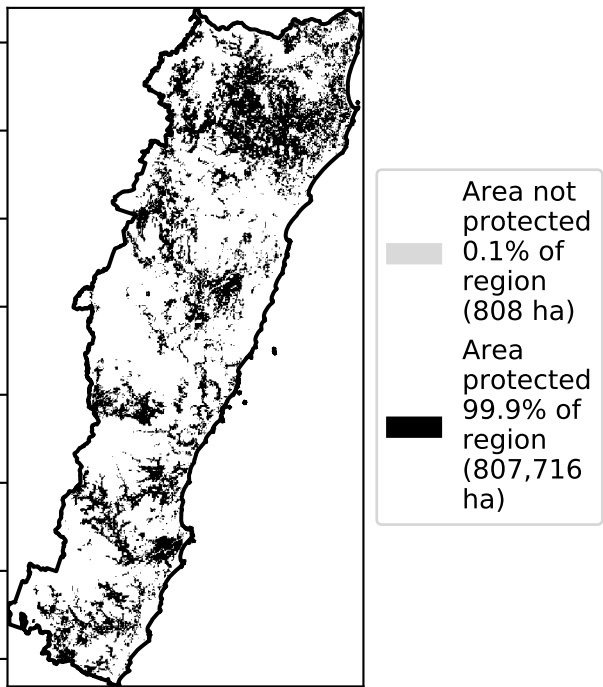 Area not
protected
0.1% of
region
(808 ha)
Area
protected
99.9% of
region
(807,716
ha)